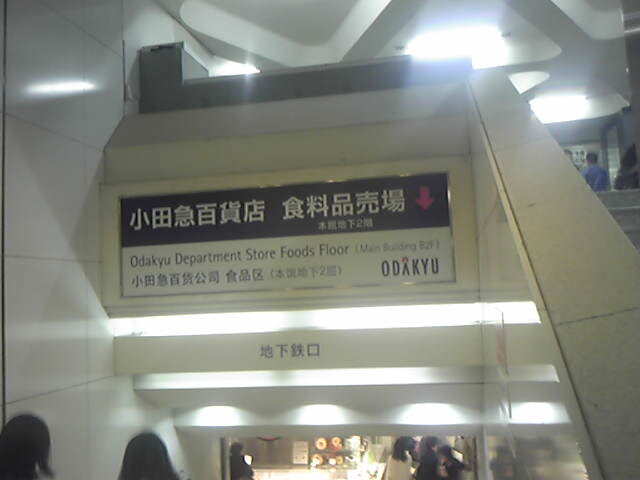 小田急百貨店 食料品売場
本館地下2階
Odakyu Department Store Foods Floor (Main Building B2F)
小田急百货公司 食品区 (本馆地下2层)
ODAKYU
地下鉄口